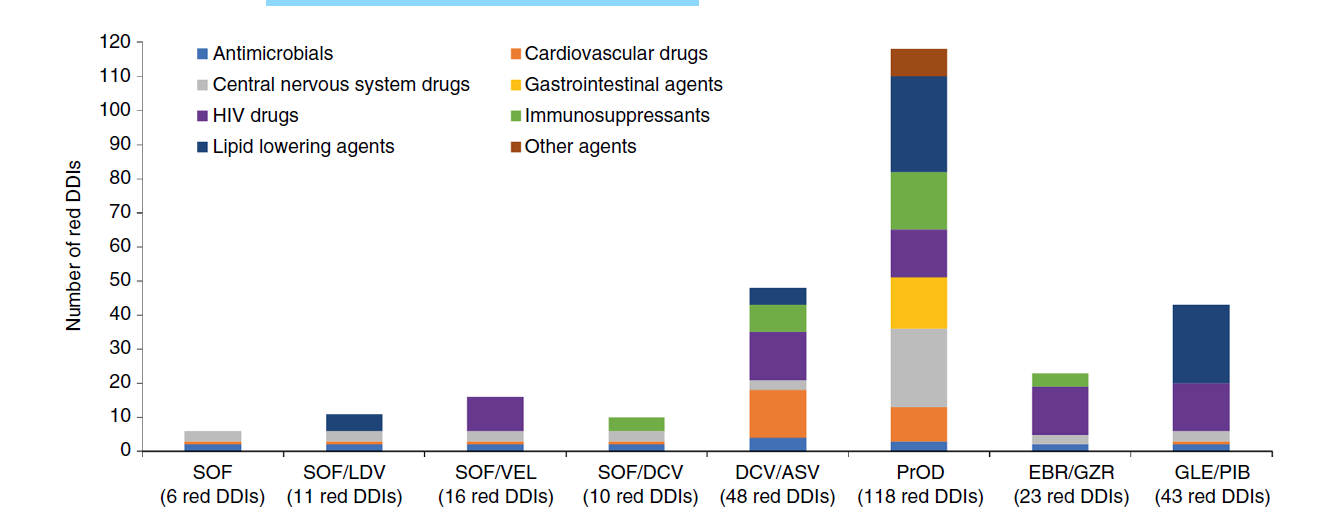 120
110
100
90
80
70
60
50
40
30
20
10
0
Number of red DDIs
Antimicrobials
Cardiovascular drugs
Central nervous system drugs
Gastrointestinal agents
HIV drugs
Immunosuppressants
Lipid lowering agents
Other agents
SOF
(6 red DDIs)
SOF/LDV
(11 red DDIs)
SOF/VEL
(16 red DDIs)
SOF/DCV
(10 red DDIs)
DCV/ASV
(48 red DDIs)
PrOD
(118 red DDIs)
EBR/GZR
(23 red DDIs)
GLE/PIB
(43 red DDIs)